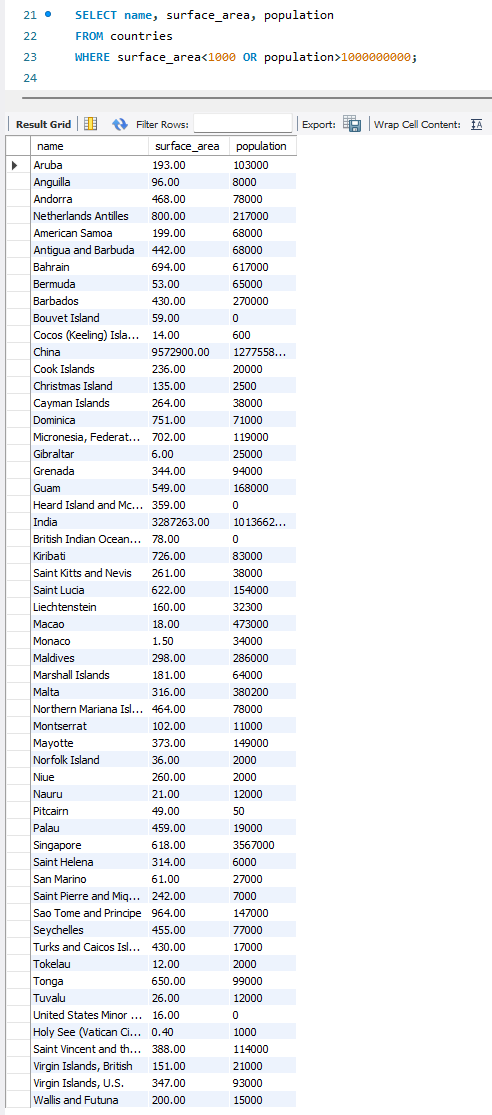 21 SELECT name, surface_area, population
22 FROM countries
23 WHERE surface_area<1000 OR population>1000000000;
24
Result Grid Filter Rows: Export: Wrap Cell Content: IA
name surface_area population
Aruba 193.00 103000
Anguilla 96.00 8000
Andorra 468.00 78000
Netherlands Antilles 800.00 217000
American Samoa 199.00 68000
Antigua and Barbuda 442.00 68000
Bahrain 694.00 617000
Bermuda 53.00 65000
Barbados 430.00 270000
Bouvet Island 59.00 0
Cocos (Keeling) Isla... 14.00 600
China 9572900.00 1277558...
Cook Islands 236.00 20000
Christmas Island 135.00 2500
Cayman Islands 264.00 38000
Dominica 751.00 71000
Micronesia, Federat... 702.00 119000
Gibraltar 6.00 25000
Grenada 344.00 94000
Guam 549.00 168000
Heard Island and Mc... 359.00 0
India 3287263.00 1013662...
British Indian Ocean... 78.00 0
Kiribati 726.00 83000
Saint Kitts and Nevis 261.00 38000
Saint Lucia 622.00 154000
Liechtenstein 160.00 32300
Macao 18.00 473000
Monaco 1.50 34000
Maldives 298.00 286000
Marshall Islands 181.00 64000
Malta 316.00 380200
Northern Mariana Isl... 464.00 78000
Montserrat 102.00 11000
Mayotte 373.00 149000
Norfolk Island 36.00 2000
Niue 260.00 2000
Nauru 21.00 12000
Pitcairn 49.00 50
Palau 459.00 19000
Singapore 618.00 3567000
Saint Helena 314.00 6000
San Marino 61.00 27000
Saint Pierre and Miq... 242.00 7000
Sao Tome and Principe 964.00 147000
Seychelles 455.00 77000
Turks and Caicos Isl... 430.00 17000
Tokelau 12.00 2000
Tonga 650.00 99000
Tuvalu 26.00 12000
United States Minor ... 16.00 0
Holy See (Vatican Ci... 0.40 1000
Saint Vincent and th... 388.00 114000
Virgin Islands, British 151.00 21000
Virgin Islands, U.S. 347.00 93000
Wallis and Futuna 200.00 15000